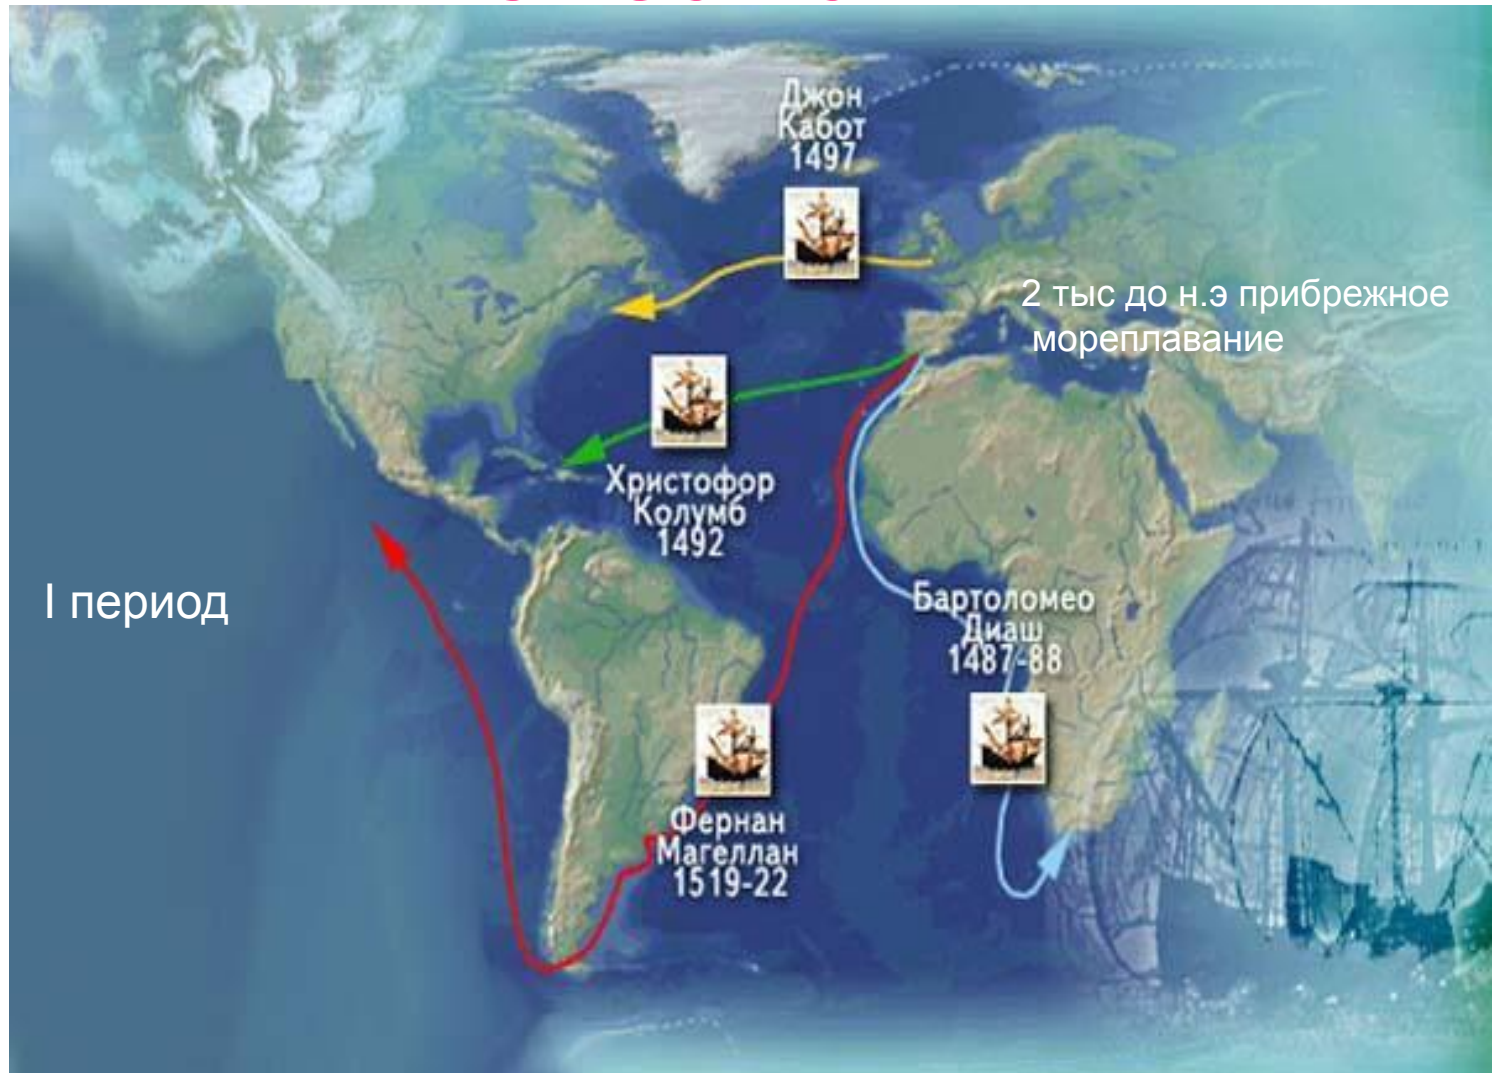 Джон
Кабот
1497
2 тыс до н.э прибрежное
мореплавание
Христофор
Колумб
1492
I период
Бартоломео
Диаш
1487-88
Фернан
Магеллан
1519-22